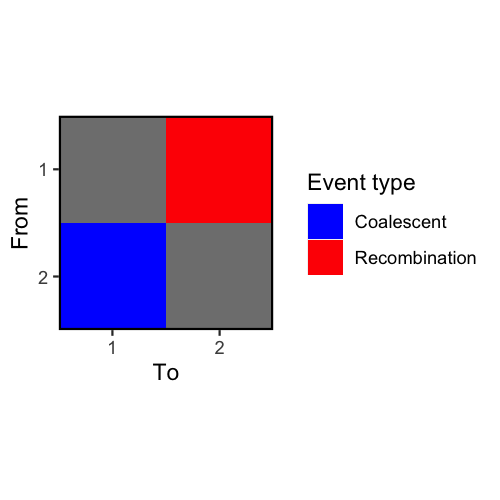 From
1
2
1 2
To
Event type
Coalescent
Recombination